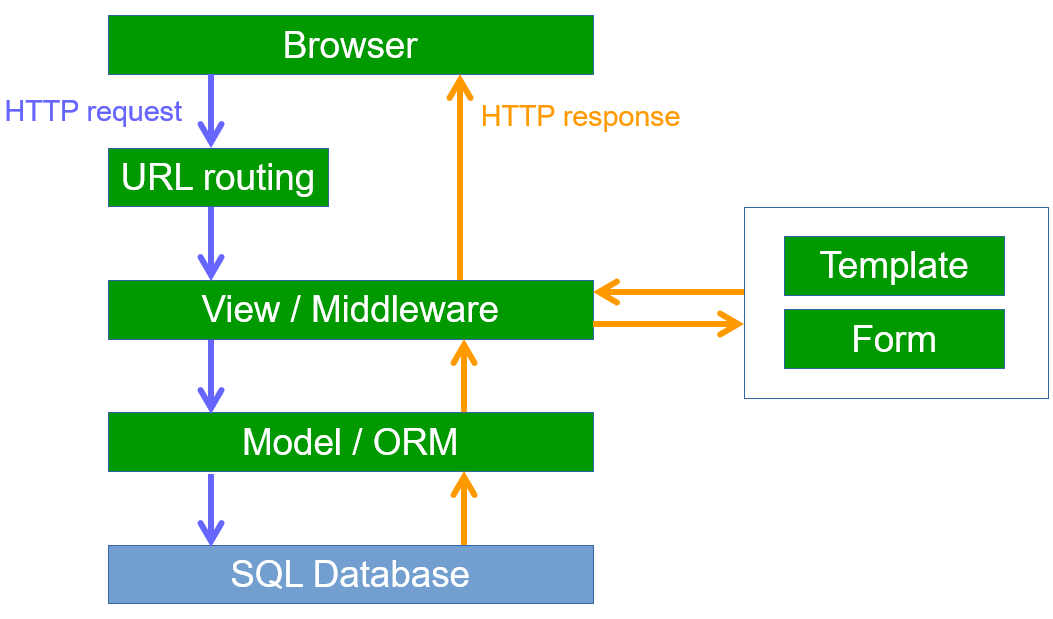 Browser
HTTP request
HTTP response
URL routing
View / Middleware
Template
Form
Model / ORM
SQL Database